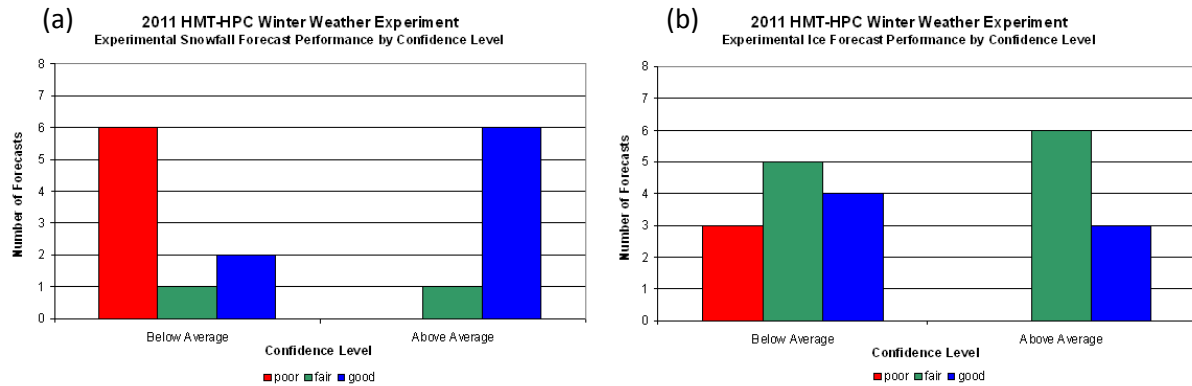 (a)
2011 HMT-HPC Winter Weather Experiment
Experimental Snowfall Forecast Performance by Confidence Level
Number of Forecasts
8
7
6
5
4
3
2
1
0
Below Average
Above Average
Confidence Level
poor fair good
(b)
2011 HMT-HPC Winter Weather Experiment
Experimental Ice Forecast Performance by Confidence Level
Number of Forecasts
8
7
6
5
4
3
2
1
0
Below Average
Above Average
Confidence Level
poor fair good